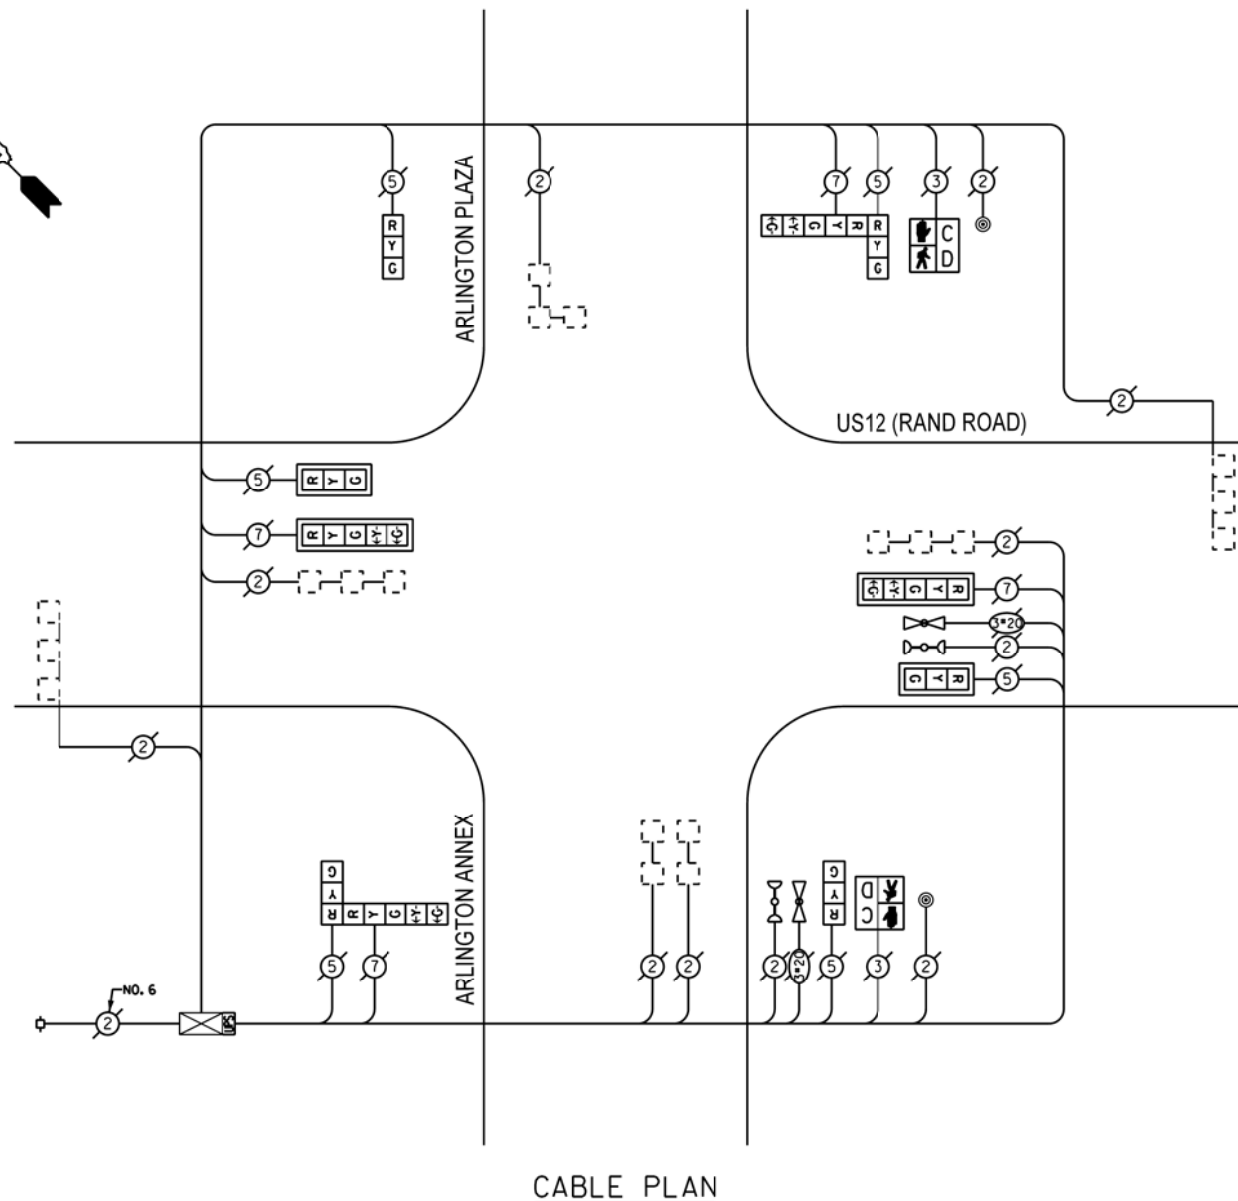 5
2
7
5
3
2
R
Y
G
ARLINGTON PLAZA
←G-
←Y-
G
Y
R
R
Y
G
C
D
2
US12 (RAND ROAD)
5
R Y G
7
R Y G ←Y- ←G-
2
2
←G- ←Y- G Y R
7
3#20
2
G Y R
5
2
ARLINGTON ANNEX
G
Y
R R Y G ←Y- ←G-
G
Y
R
D
C
5
7
2
2
2
3#20
5
3
2
NO. 6
2
UPS
CABLE PLAN